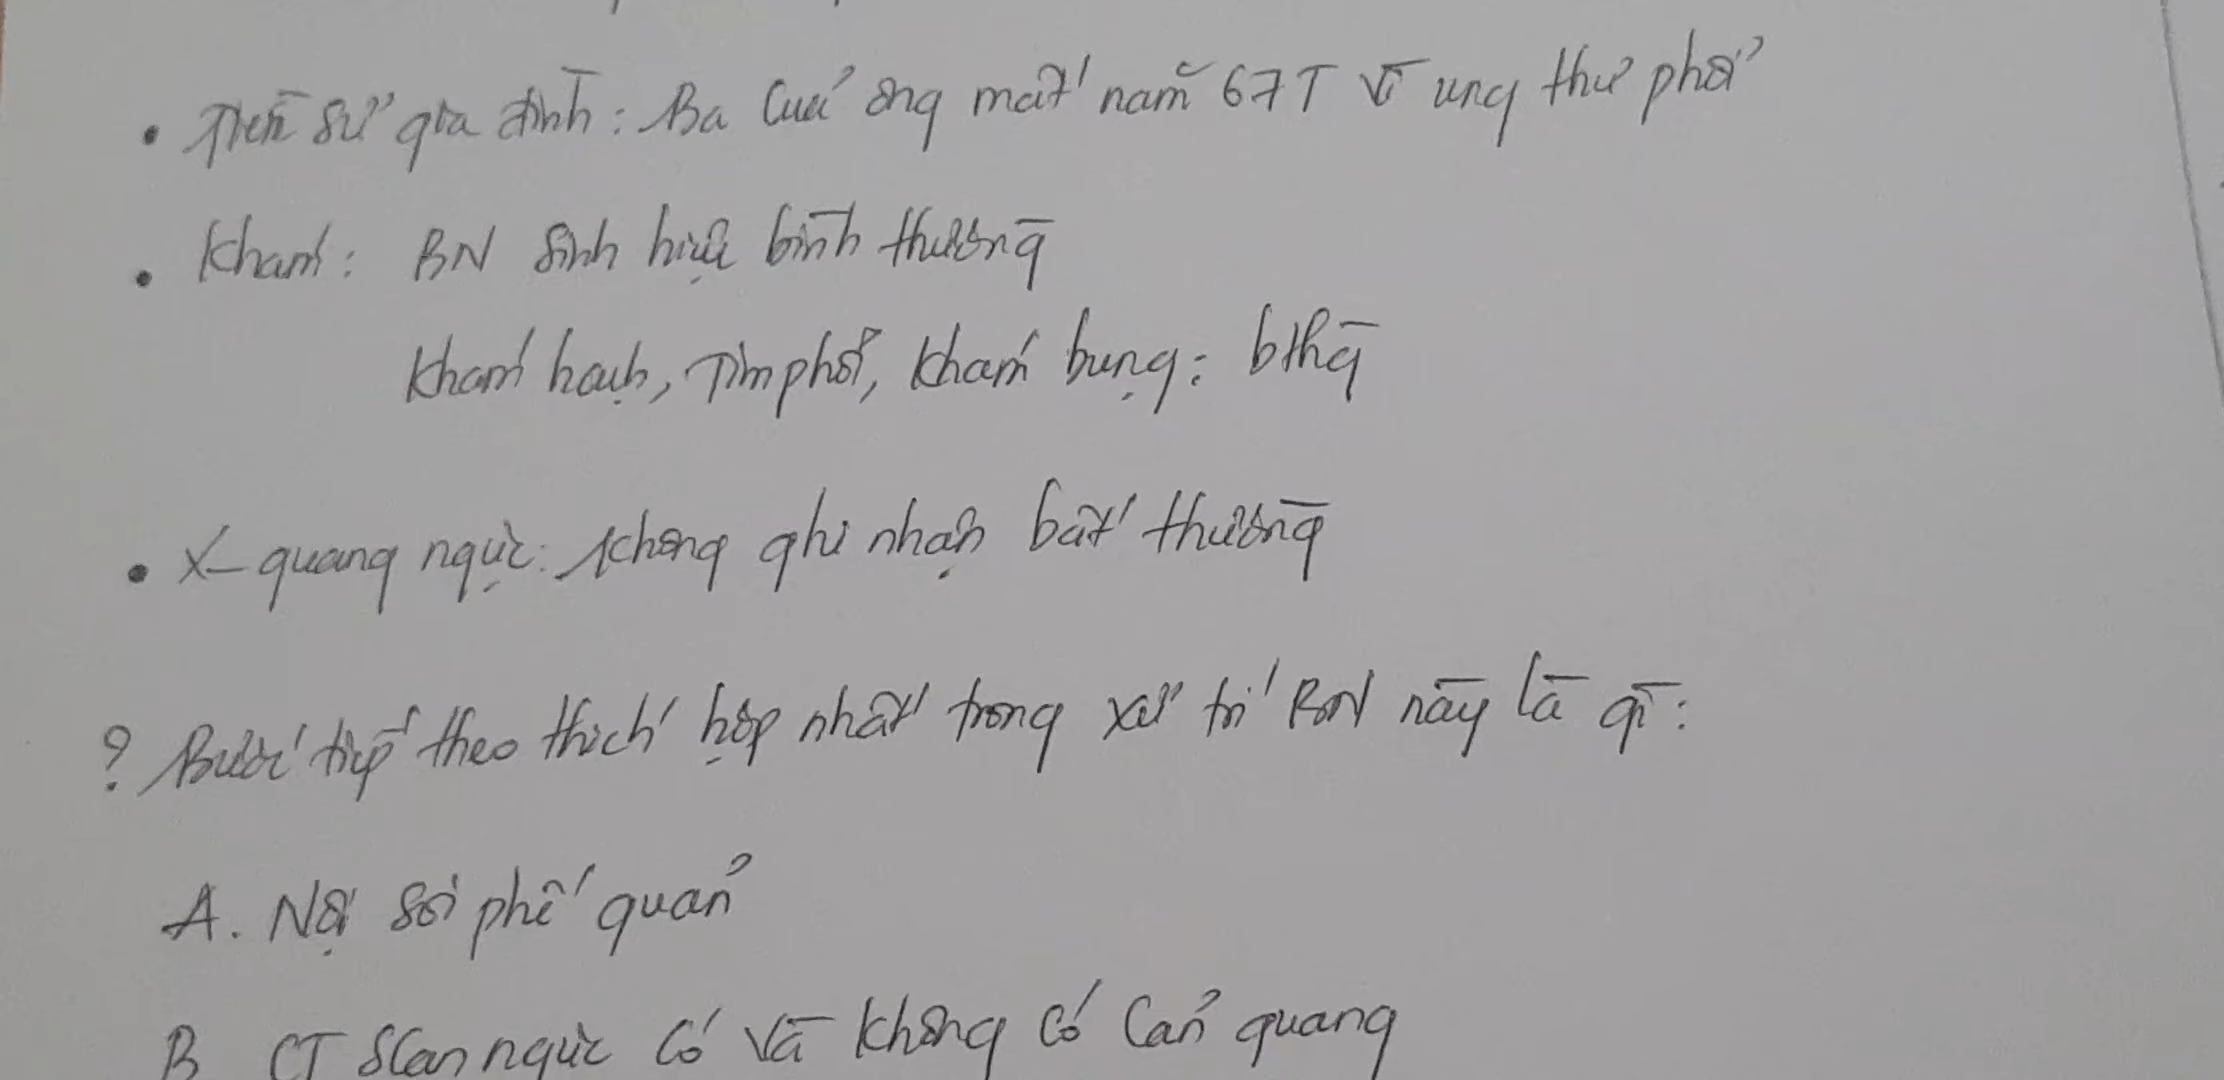 • Tiền sử gia đình: Ba của ông mất năm 67T vì ung thư phổi
• Khám: BN sinh hiệu bình thường
Khám hạch, Tim phổi, khám bụng: bthg
• X-quang ngực: không ghi nhận bất thường
? Bước tiếp theo thích hợp nhất trong xử trí BN này là gì:
A. Nội soi phế quản
B CT Scan ngực có và không có cản quang